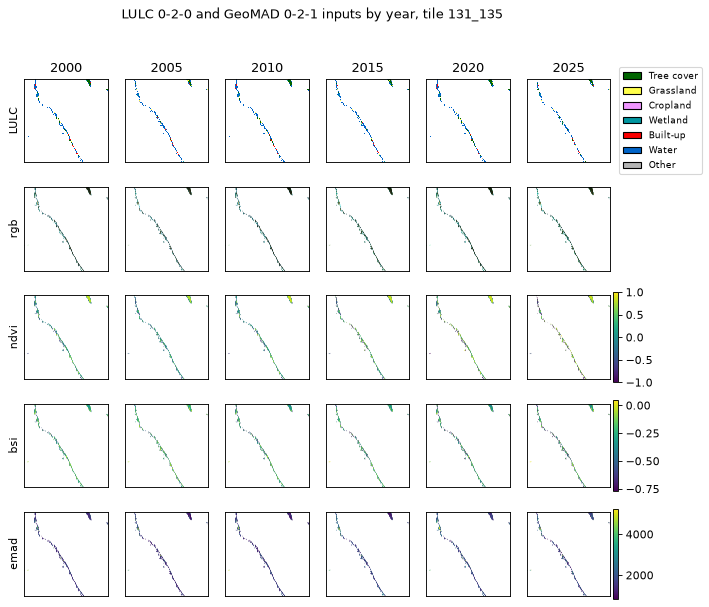 LULC 0-2-0 and GeoMAD 0-2-1 inputs by year, tile 131_135
2000 2005 2010 2015 2020 2025
LULC
Tree cover
Grassland
Cropland
Wetland
Built-up
Water
Other
rgb
ndvi
1.0
0.5
0.0
−0.5
−1.0
bsi
0.00
−0.25
−0.50
−0.75
emad
4000
2000